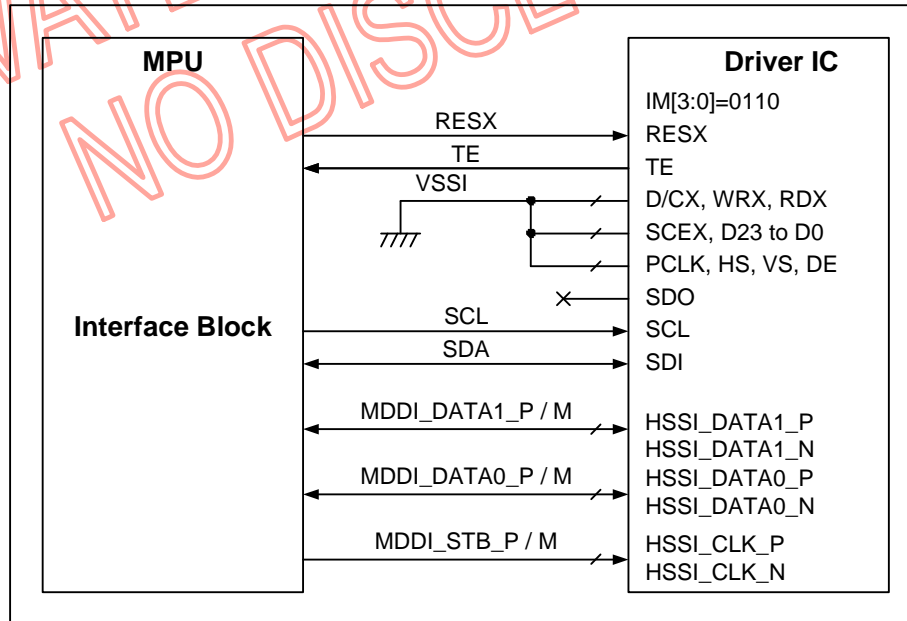 MPU
Driver IC
IM[3:0]=0110
RESX
RESX
TE
TE
VSSI
D/CX, WRX, RDX
SCEX, D23 to D0
PCLK, HS, VS, DE
SDO
Interface Block
SCL
SCL
SDA
SDI
MDDI_DATA1_P / M
HSSI_DATA1_P
HSSI_DATA1_N
MDDI_DATA0_P / M
HSSI_DATA0_P
HSSI_DATA0_N
MDDI_STB_P / M
HSSI_CLK_P
HSSI_CLK_N
NO